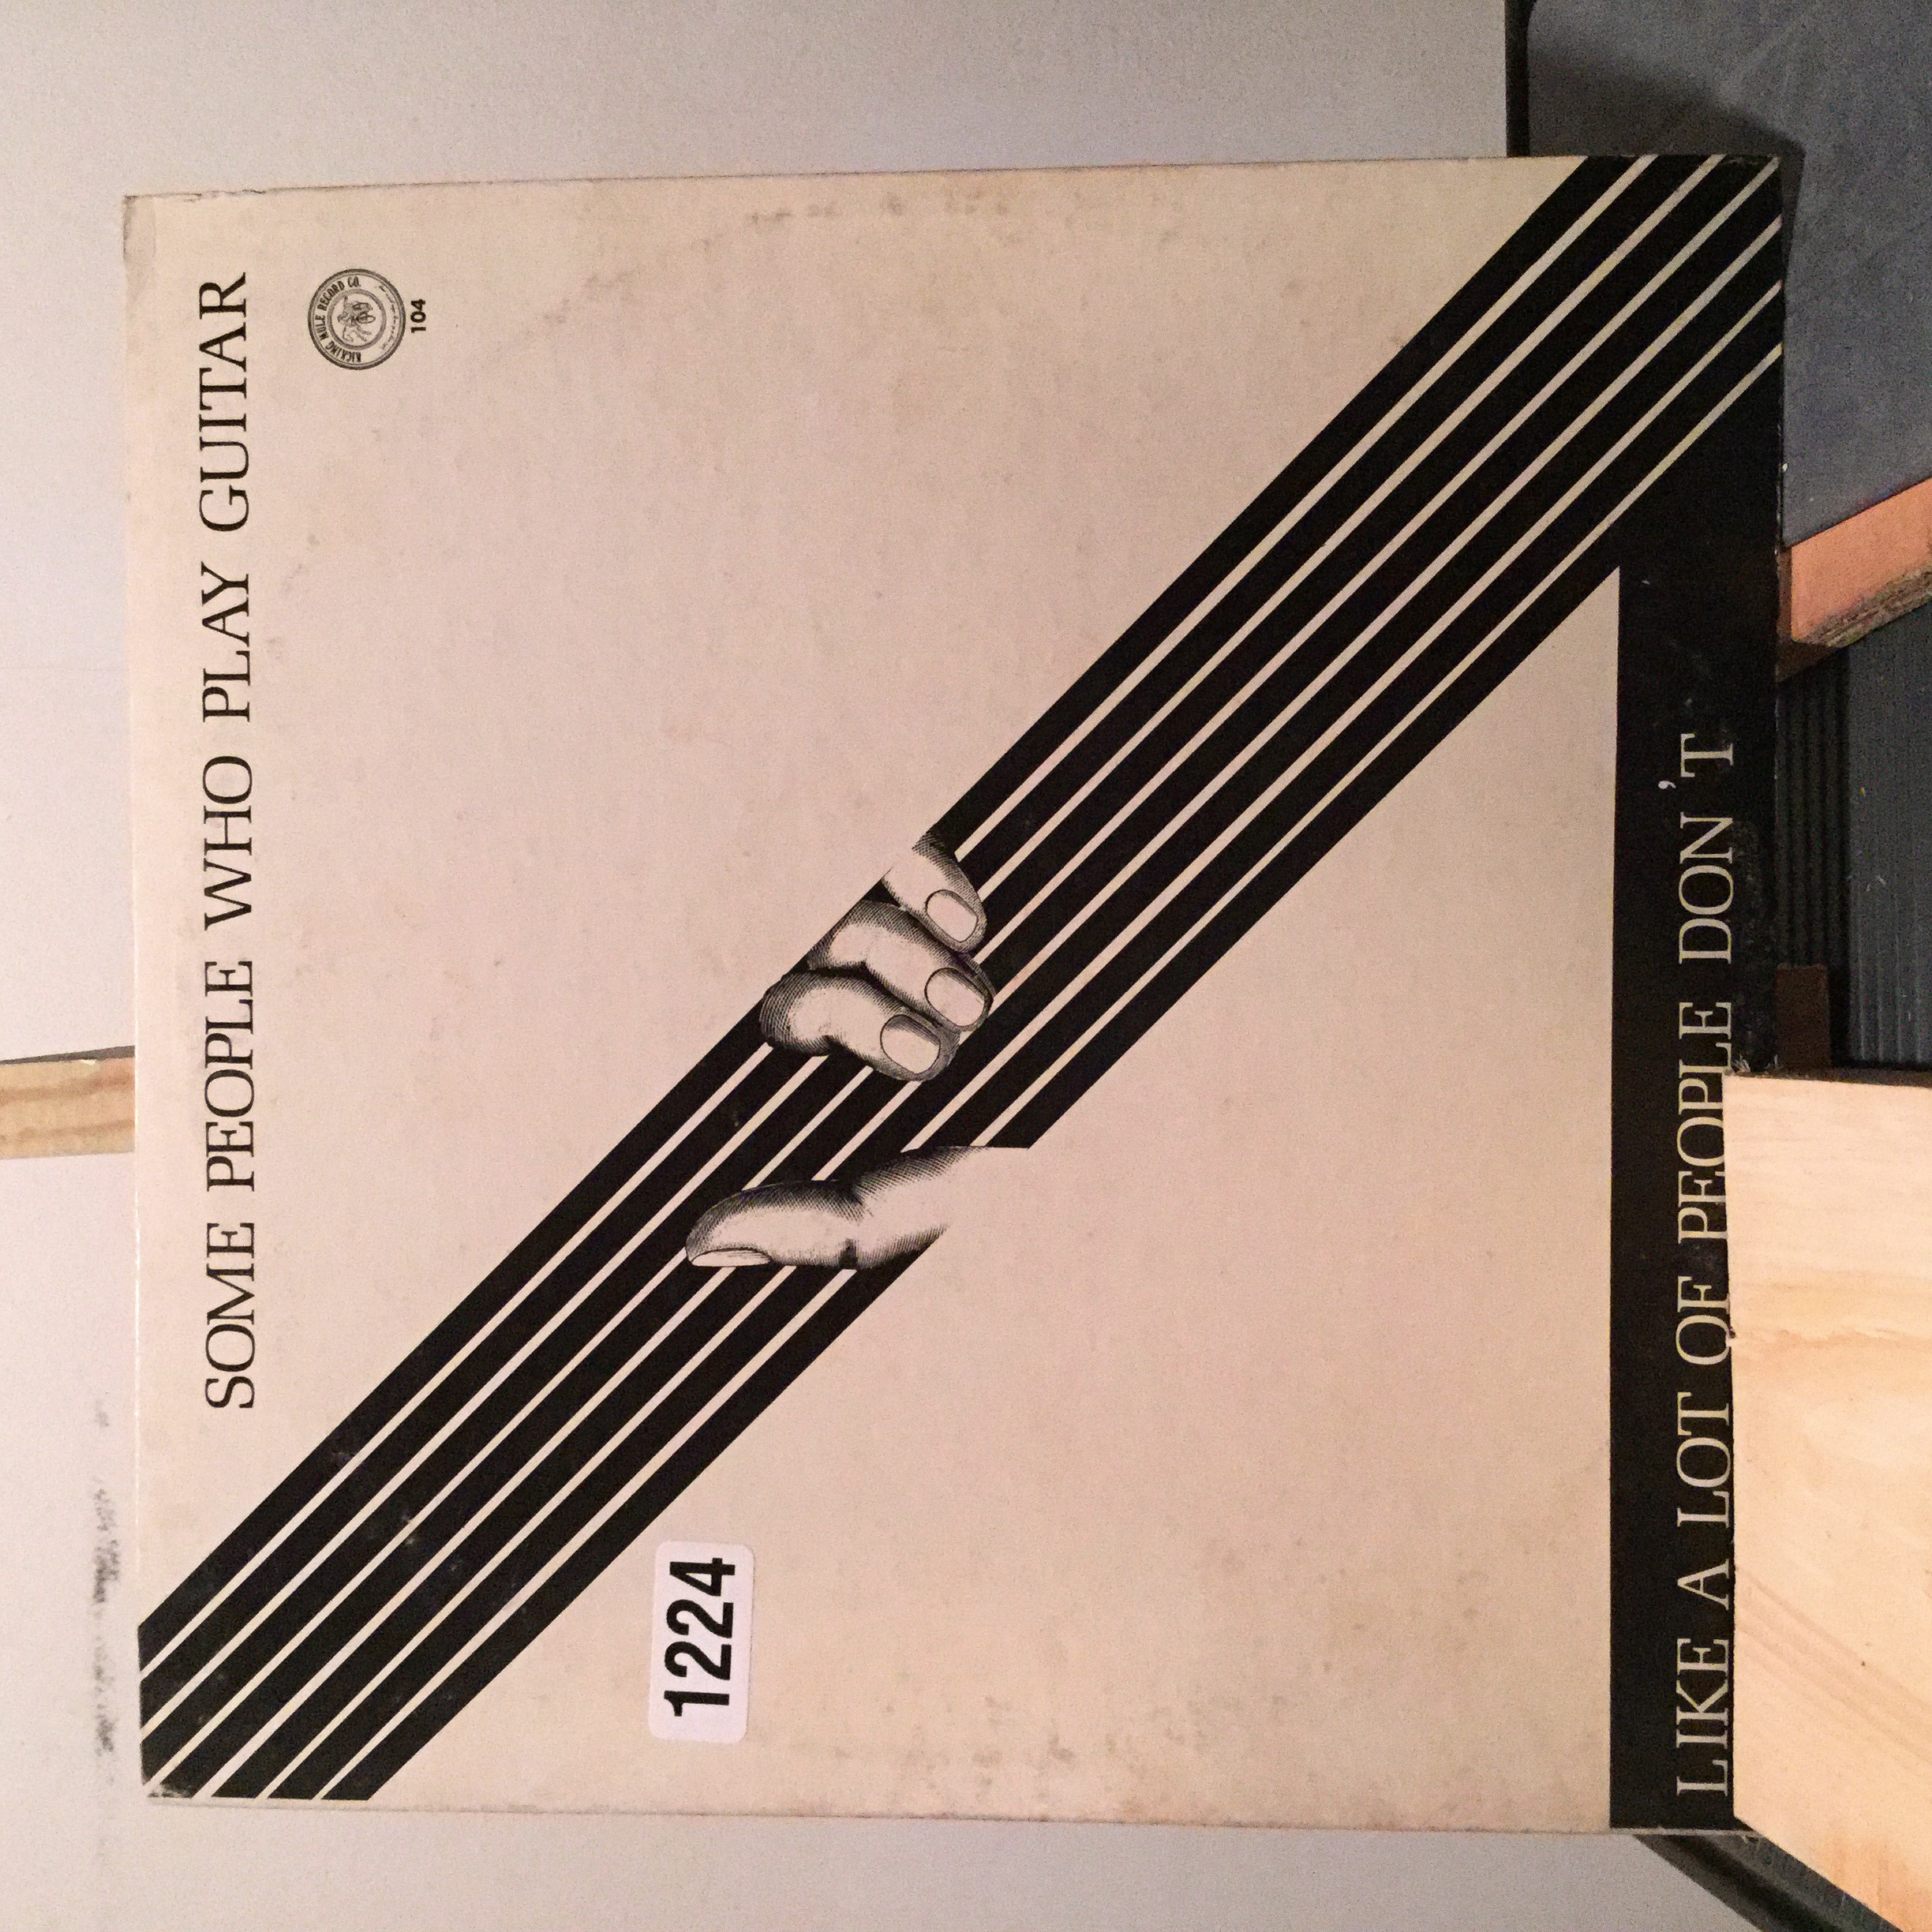 SOME PEOPLE WHO PLAY GUITAR
KICKING MULE RECORD CO.
104
1224
LIKE A LOT OF PEOPLE DON'T